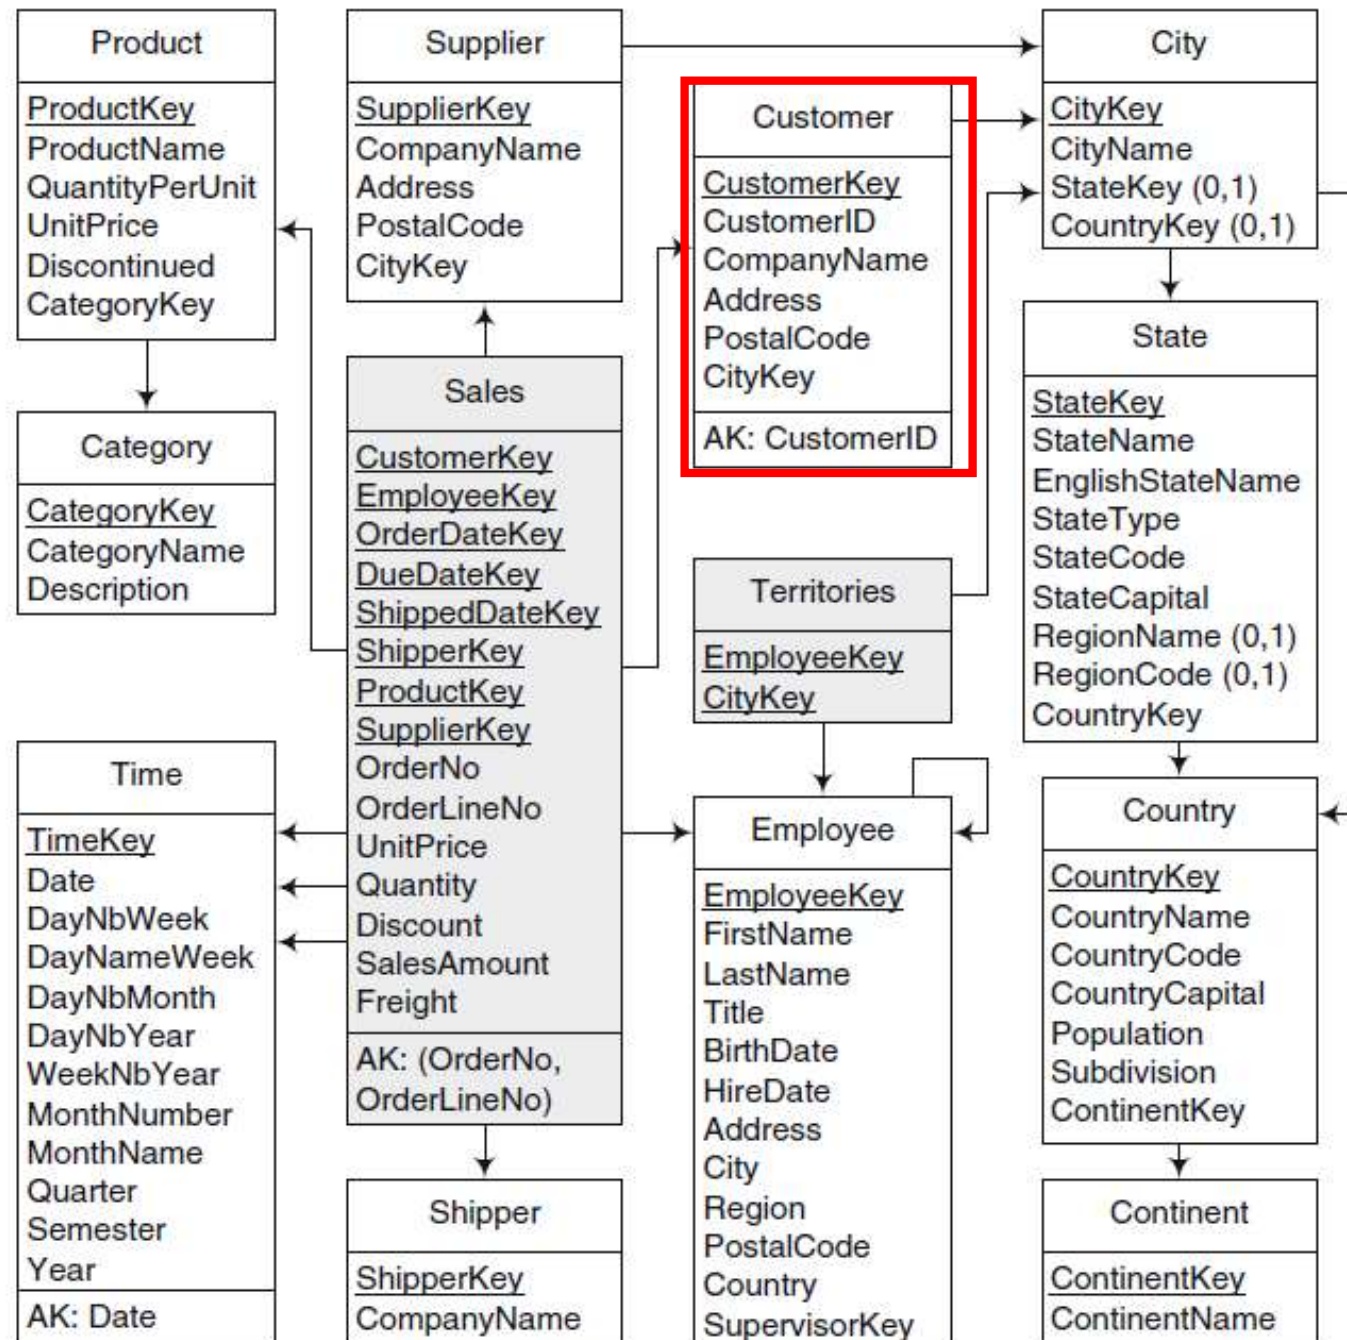 Product
ProductKey
ProductName
QuantityPerUnit
UnitPrice
Discontinued
CategoryKey
Supplier
SupplierKey
CompanyName
Address
PostalCode
CityKey
Customer
CustomerKey
CustomerID
CompanyName
Address
PostalCode
CityKey
AK: CustomerID
City
CityKey
CityName
StateKey (0,1)
CountryKey (0,1)
Category
CategoryKey
CategoryName
Description
Sales
CustomerKey
EmployeeKey
OrderDateKey
DueDateKey
ShippedDateKey
ShipperKey
ProductKey
SupplierKey
OrderNo
OrderLineNo
UnitPrice
Quantity
Discount
SalesAmount
Freight
AK: (OrderNo,
OrderLineNo)
Territories
EmployeeKey
CityKey
State
StateKey
StateName
EnglishStateName
StateType
StateCode
StateCapital
RegionName (0,1)
RegionCode (0,1)
CountryKey
Time
TimeKey
Date
DayNbWeek
DayNameWeek
DayNbMonth
DayNbYear
WeekNbYear
MonthNumber
MonthName
Quarter
Semester
Year
AK: Date
Shipper
ShipperKey
CompanyName
Employee
EmployeeKey
FirstName
LastName
Title
BirthDate
HireDate
Address
City
Region
PostalCode
Country
SupervisorKey
Country
CountryKey
CountryName
CountryCode
CountryCapital
Population
Subdivision
ContinentKey
Continent
ContinentKey
ContinentName